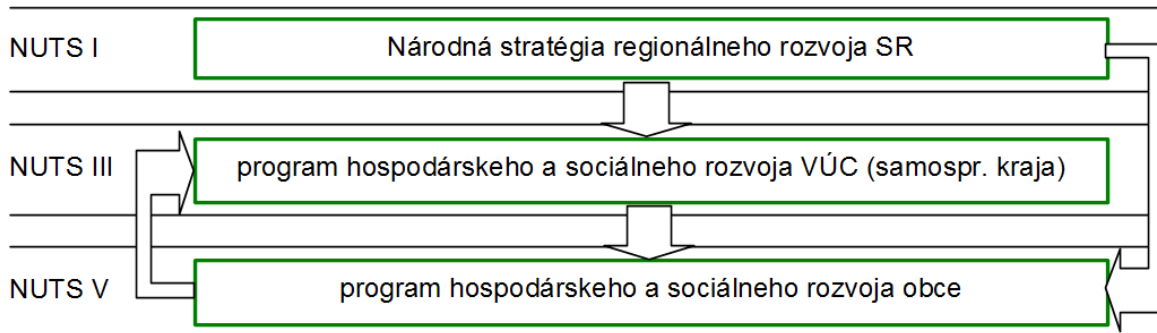 NUTS I Národná stratégia regionálneho rozvoja SR
NUTS III program hospodárskeho a sociálneho rozvoja VÚC (samospr. kraja)
NUTS V program hospodárskeho a sociálneho rozvoja obce